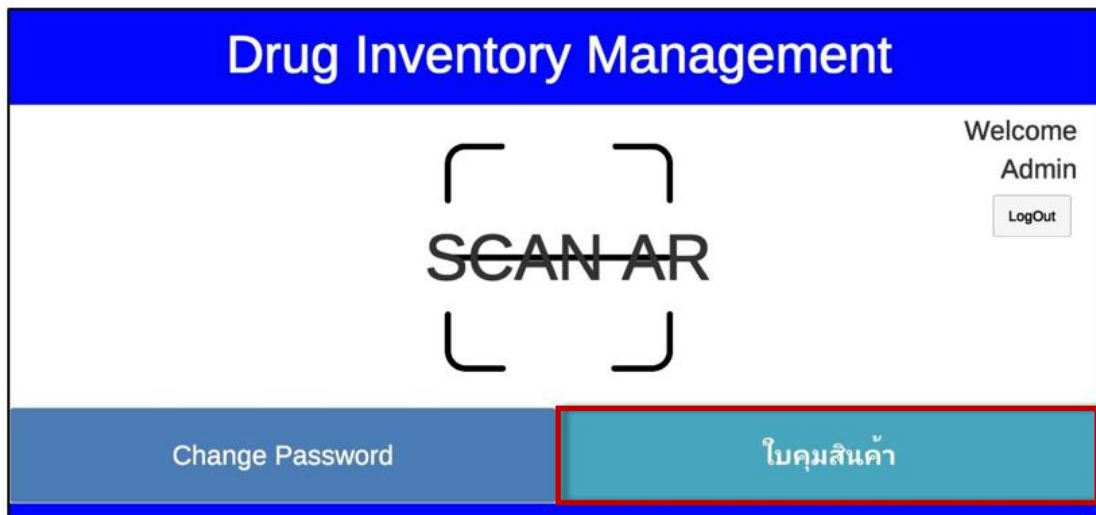 Drug Inventory Management
Welcome
Admin
LogOut
SCAN AR
Change Password
ใบคุมสินค้า